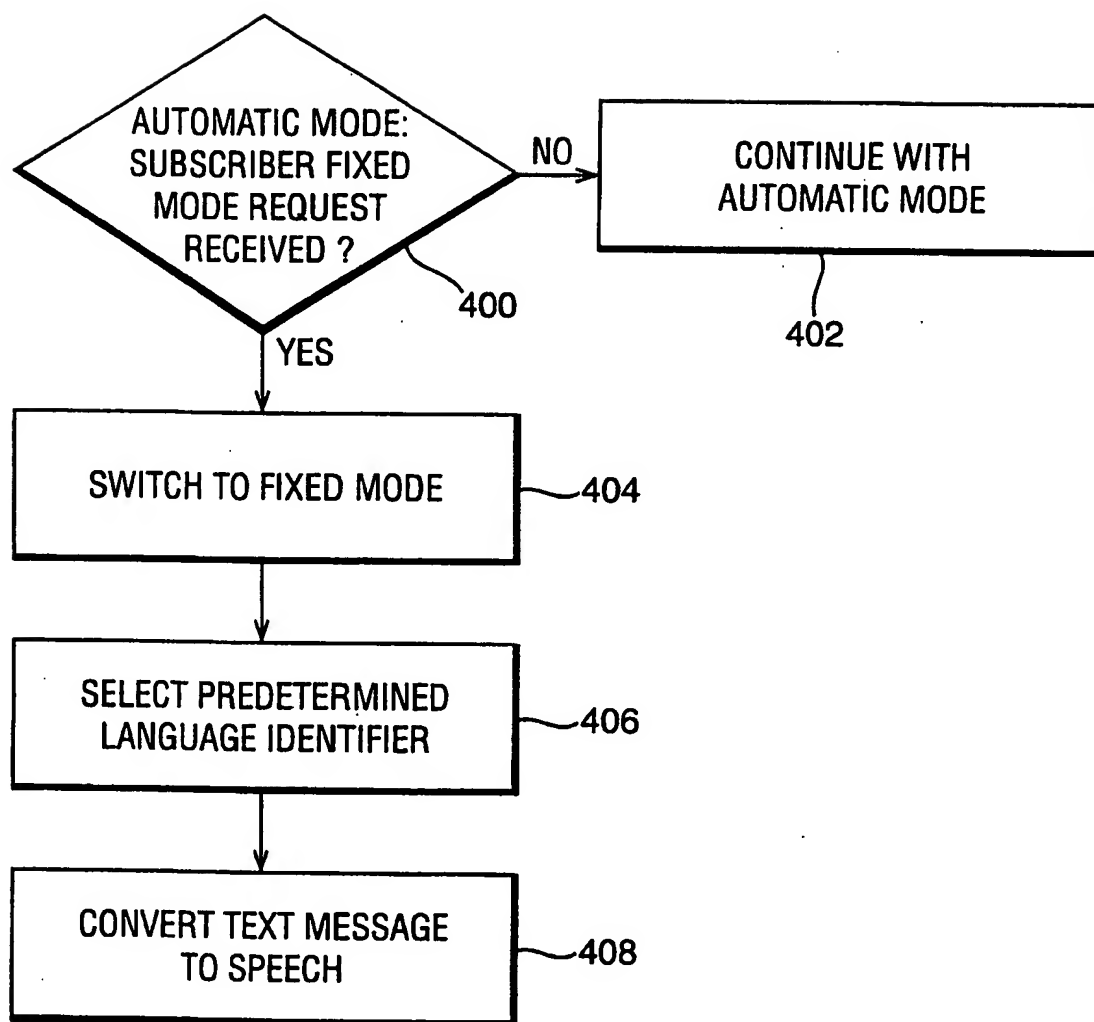 AUTOMATIC MODE:
SUBSCRIBER FIXED
MODE REQUEST
RECEIVED ?
400
NO
CONTINUE WITH
AUTOMATIC MODE
402
YES
SWITCH TO FIXED MODE
404
SELECT PREDETERMINED
LANGUAGE IDENTIFIER
406
CONVERT TEXT MESSAGE
TO SPEECH
408